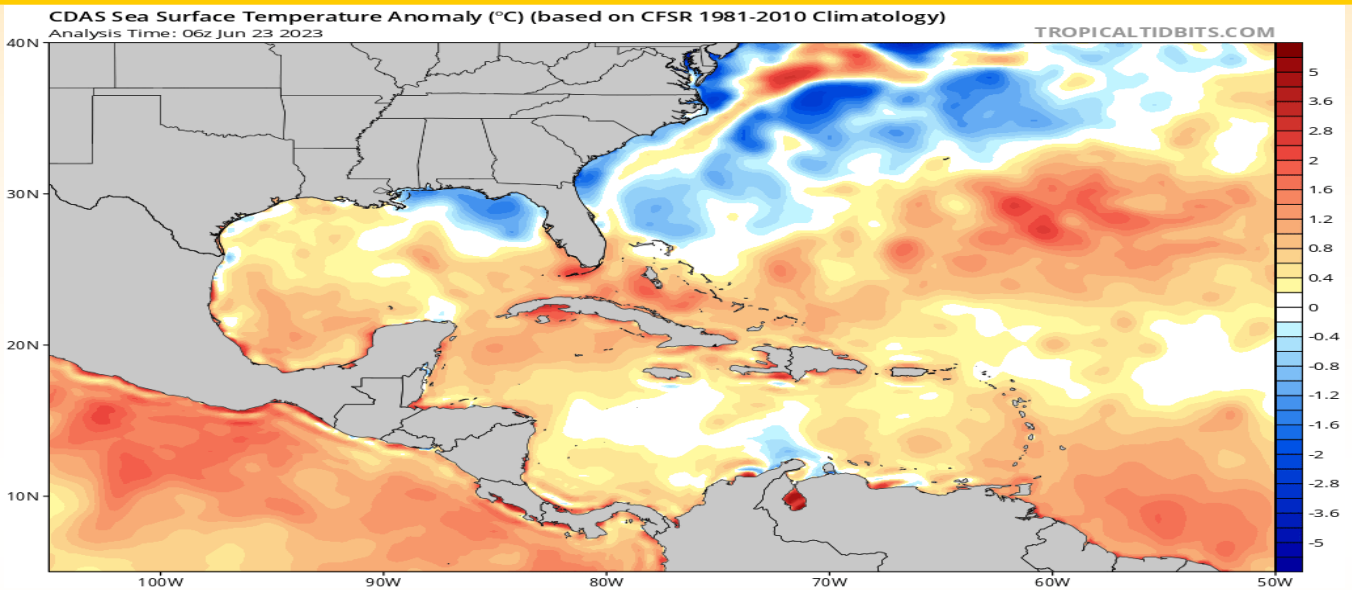 CDAS Sea Surface Temperature Anomaly (°C) (based on CFSR 1981-2010 Climatology)
Analysis Time: 06z Jun 23 2023
TROPICALTIDBITS.COM
40N
30N
20N
10N
100W
90W
80W
70W
60W
50W
5
3.6
2.8
2
1.6
1.2
0.8
0.4
0
-0.4
-0.8
-1.2
-1.6
-2
-2.8
-3.6
-5